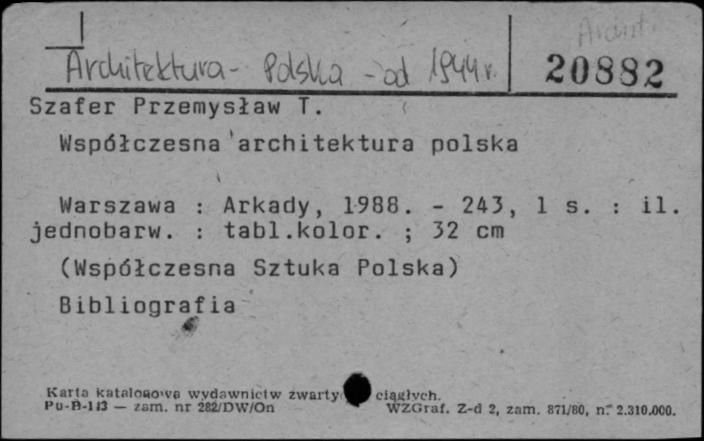 Archit.
Architektura - Polska - od 1944 r.
20882
Szafer Przemysław T.
Współczesna architektura polska
Warszawa : Arkady, 1988. - 243, 1 s. : il.
jednobarw. : tabl.kolor. ; 32 cm
(Współczesna Sztuka Polska)
Bibliografia
Karta katalogowa wydawnictw zwarty ciągłych.
Pu-B-113 — zam. nr 282/DW/On WZGraf. Z-d 2, zam. 871/80, n. 2.310.000.